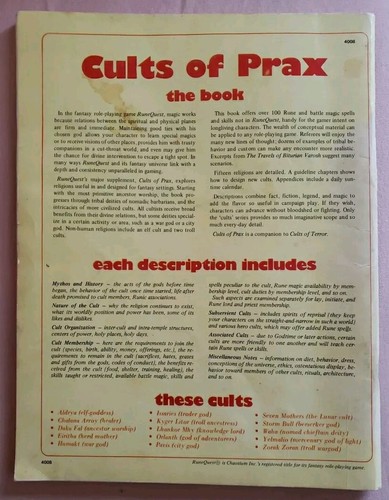 4008
Cults of Prax
the book
In the fantasy role-playing game RuneQuest, magic works
because relations between the spiritual and physical planes
are firm and immediate. Maintaining good ties with his
chosen god allows your character to learn special magics
or to receive visions of other places, provides him with trusty
companions in a cut-throat world, and even may give him
the chance for divine intervention to escape a tight spot. In
many ways RuneQuest and its fantasy universe link with a
depth and consistency unparalleled in gaming.
RuneQuest's major supplement, Cults of Prax, explores
religions useful in and designed for fantasy settings. Starting
with the most primitive ancestor worship, the book pro-
gresses through tribal deities of nomadic barbarians, and the
intricacies of more civilized cults. All cultists receive broad
benefits from their divine relations, but some deities special-
ize in a certain activity or area, such as a war god or a city
god. Non-human religions include an elf cult and two troll
cults.
This book offers over 100 Rune and battle magic spells
and spells and skills not in RuneQuest, handy for the gamer intent on
longliving characters. The wealth of conceptual material can
be applied to any role-playing game. Referees will enjoy the
many new lines of thought; dozens of examples of tribal be-
havior and custom can make any encounter more realistic.
Excerpts from The Travels of Biturian Varosh suggest many
scenarios.
Fifteen religions are detailed. A guideline chapters shows
how to design new cults. Appendices include a daily run-
time calendar.
Descriptions combine fact, fiction, legend, and magic to
add the flavor so useful in campaign play. If they wish,
characters can advance without bloodshed or fighting. Only
the 'cults' series provides so much imaginative scope and to
much every-day detail.
Cults of Prax is a companion to Cults of Terror.
each description includes
Mythos and History — the acts of the gods before time
began, the behavior of the cult once time started, life after
death promised to cult members, Runic associations.
Nature of the Cult — why the religion continues to exist,
what its worldly position and power has been, some of its
likes and dislikes.
Cult Organization — inter-cult and intra-temple structures,
centers of power, holy places, holy days.
Cult Membership — here are the requirements to join the
cult (species, birth, ability, money, offerings, etc.), the re-
quirements to remain in the cult (sacrifices, hates, grates
and gifts from the gods, codes of conduct), the benefits re-
ceived from the cult (food, shelter, training, healing), the
skills taught or restricted, available battle magic, skills and
spells peculiar to the cult, Rune magic available by mem-
bership level, cult duties by membership level, and so on.
Such aspects are examined separately for lay, initiate, and
Rune lord and priest membership.
Subservient Cults — includes spirits of reprisal (they keep
your characters on the straight-and-narrow in such a world)
and various hero cults, which may offer added Rune spells.
Associated Cults — due to Godtime or later actions, certain
cults are more friendly to one another and will teach cer-
tain Rune spells or skills.
Miscellaneous Notes — information on diet, behavior, dress,
conceptions of the universe, ethics, ostentatious display, be-
havior toward members of other cults, rituals, architecture,
and so on.
these cults
• Aldrya (elf-goddess)
• Chalana Arroy (healer)
• Daka Fal (ancestor worship)
• Eiritha (herd mother)
• Humakt (war god)
• Issaries (trader god)
• Kyger Litor (troll ancestress)
• Lhankor Mhy (knowledge lord)
• Orlanth (god of adventurers)
• Pavis (city god)
• Seven Mothers (the Lunar cult)
• Storm Bull (berserker god)
• Waha (nomad chief/sun deity)
• Yelmalio (mercenary god of light)
• Zorak Zoran (troll wargod)
4008
RuneQuest® is Chaosium Inc's registered title for its fantasy role-playing game.